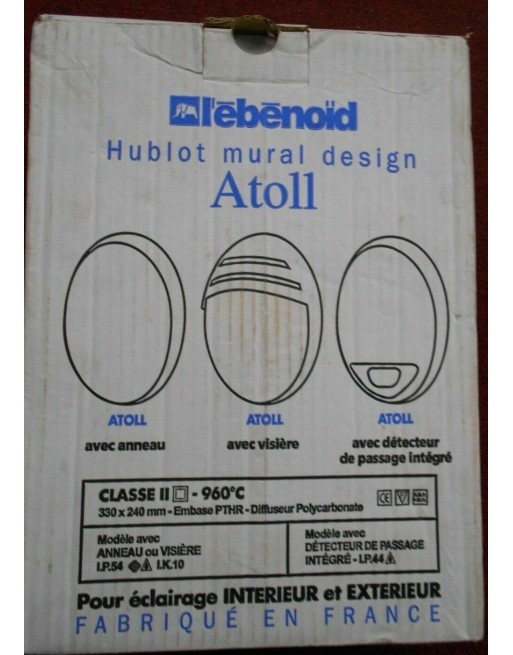 l'ēbēnoïd
Hublot mural design
Atoll
ATOLL
avec anneau
ATOLL
avec visière
ATOLL
avec détecteur
de passage intégré
CLASSE II - 960°C
330 x 240 mm - Embase PTHR - Diffuseur Polycarbonate
Modèle avec
ANNEAU ou VISIÈRE
I.P.54 I.K.10
Modèle avec
DÉTECTEUR DE PASSAGE
INTÉGRÉ - I.P.44
Pour éclairage INTERIEUR et EXTERIEUR
FABRIQUÉ EN FRANCE